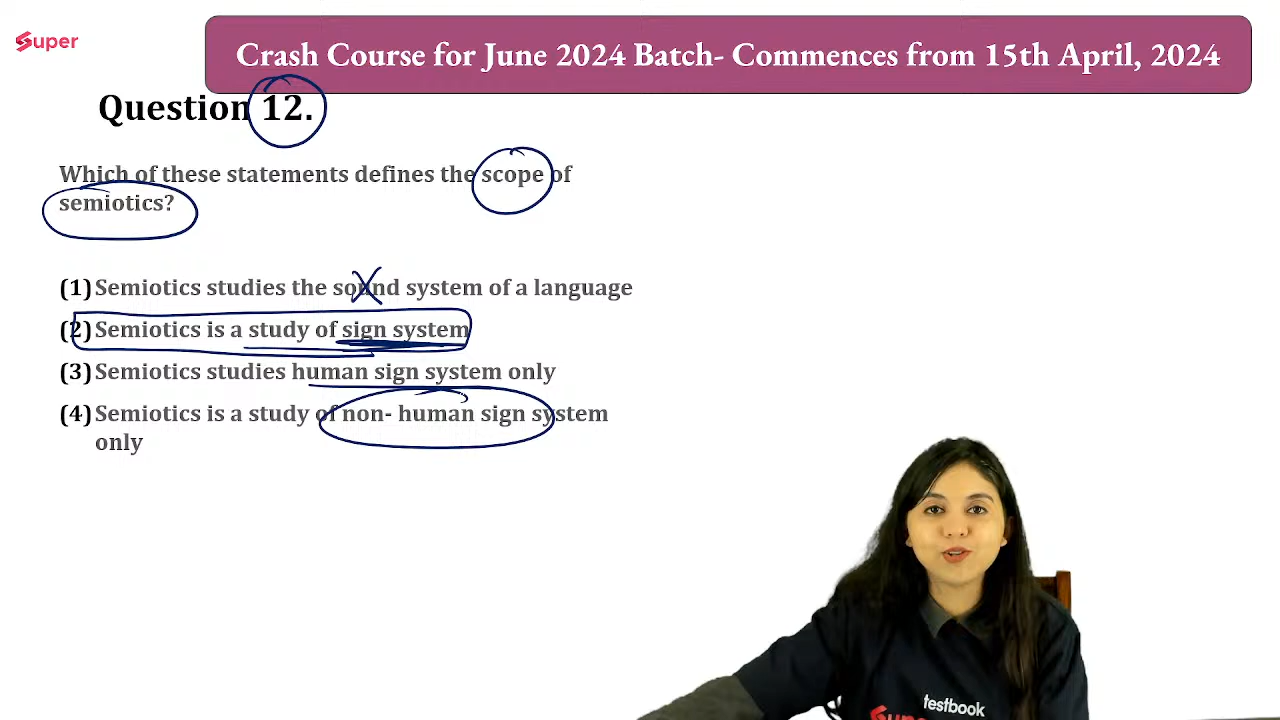 Super
Crash Course for June 2024 Batch- Commences from 15th April, 2024
Question 12.
Which of these statements defines the scope of
semiotics?
(1) Semiotics studies the sound system of a language
(2) Semiotics is a study of sign system
(3) Semiotics studies human sign system only
(4) Semiotics is a study of non- human sign system
only
testbook
Super